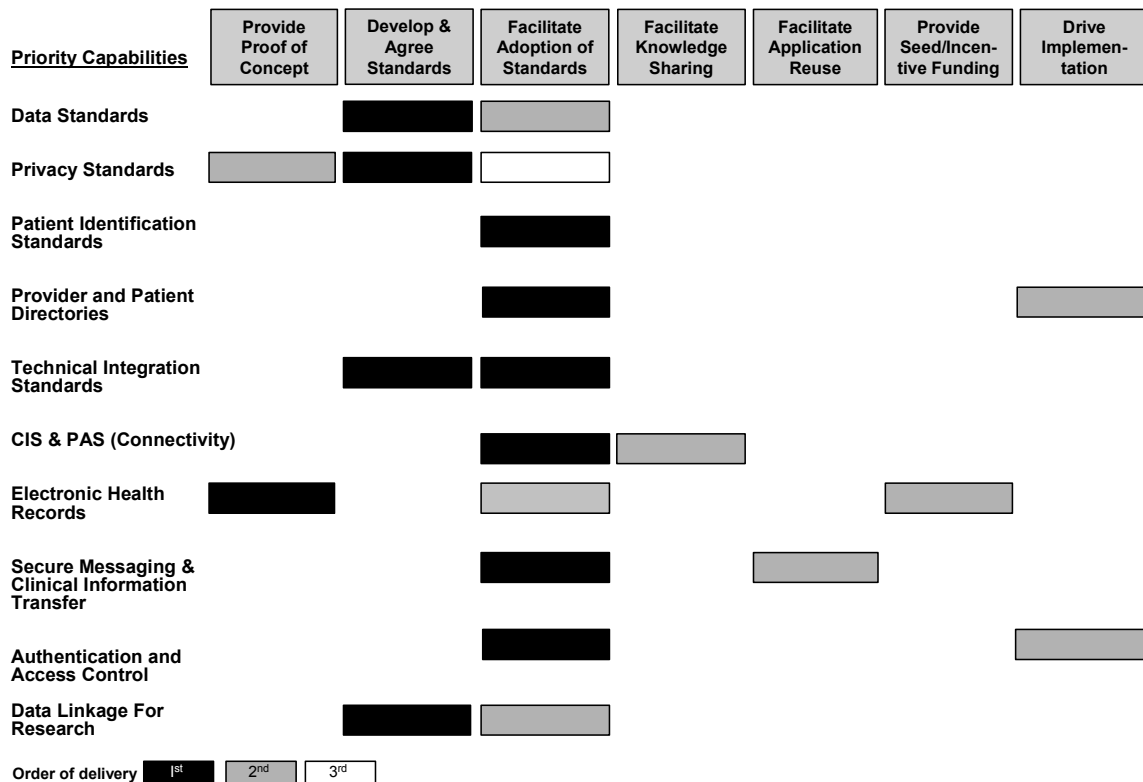 Priority Capabilities
Provide
Proof of
Concept
Develop &
Agree
Standards
Facilitate
Adoption of
Standards
Facilitate
Knowledge
Sharing
Facilitate
Application
Reuse
Provide
Seed/Incen-
tive Funding
Drive
Implemen-
tation
Data Standards
Privacy Standards
Patient Identification
Standards
Provider and Patient
Directories
Technical Integration
Standards
CIS & PAS (Connectivity)
Electronic Health
Records
Secure Messaging &
Clinical Information
Transfer
Authentication and
Access Control
Data Linkage For
Research
Order of delivery Ist 2nd 3rd